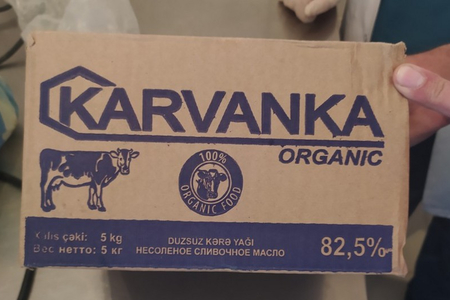 KARVANKA
ORGANIC
100%
ORGANIC FOOD
Xalis çəki: 5 kg
Вес нетто: 5 кг
DUZSUZ KƏRƏ YAĞI
НЕСОЛЕНОЕ СЛИВОЧНОЕ МАСЛО
82,5%